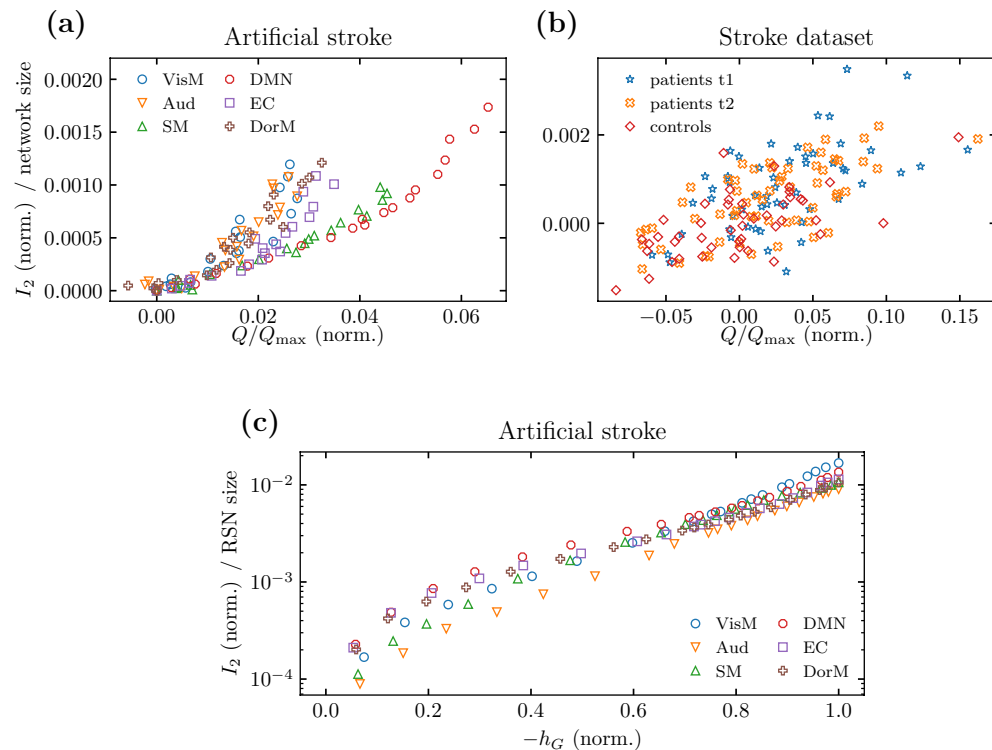 (a)
Artificial stroke
I₂ (norm.) / network size
0.0020
0.0015
0.0010
0.0005
0.0000
VisM
Aud
SM
DMN
EC
DorM
0.00
0.02
0.04
0.06
Q/Qmax (norm.)
(b)
Stroke dataset
patients t1
patients t2
controls
0.002
0.000
−0.05
0.00
0.05
0.10
0.15
Q/Qmax (norm.)
(c)
Artificial stroke
I₂ (norm.) / RSN size
10⁻²
10⁻³
10⁻⁴
VisM
Aud
SM
DMN
EC
DorM
0.0
0.2
0.4
0.6
0.8
1.0
−h_G (norm.)